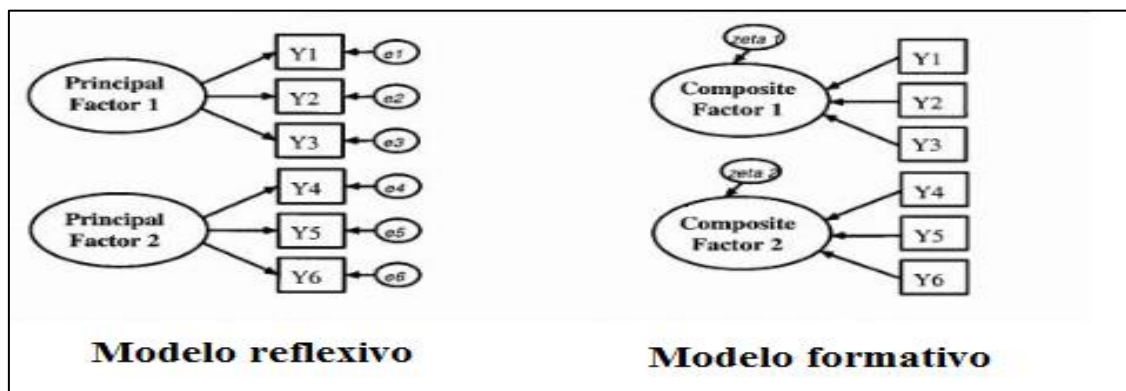 Principal
Factor 1
Y1
e1
Y2
e2
Y3
e3
Principal
Factor 2
Y4
e4
Y5
e5
Y6
e6
Modelo reflexivo
zeta 1
Composite
Factor 1
Y1
Y2
Y3
zeta 2
Composite
Factor 2
Y4
Y5
Y6
Modelo formativo